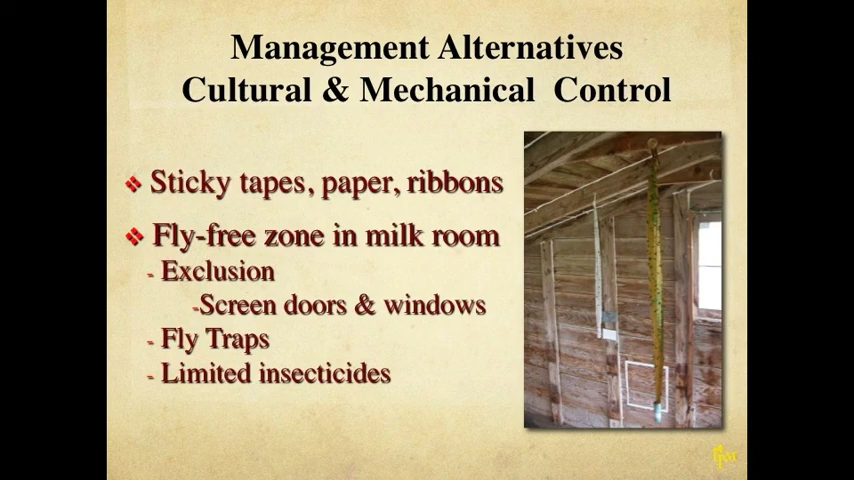 Management Alternatives
Cultural & Mechanical Control
Sticky tapes, paper, ribbons
Fly-free zone in milk room
- Exclusion
-Screen doors & windows
- Fly Traps
- Limited insecticides